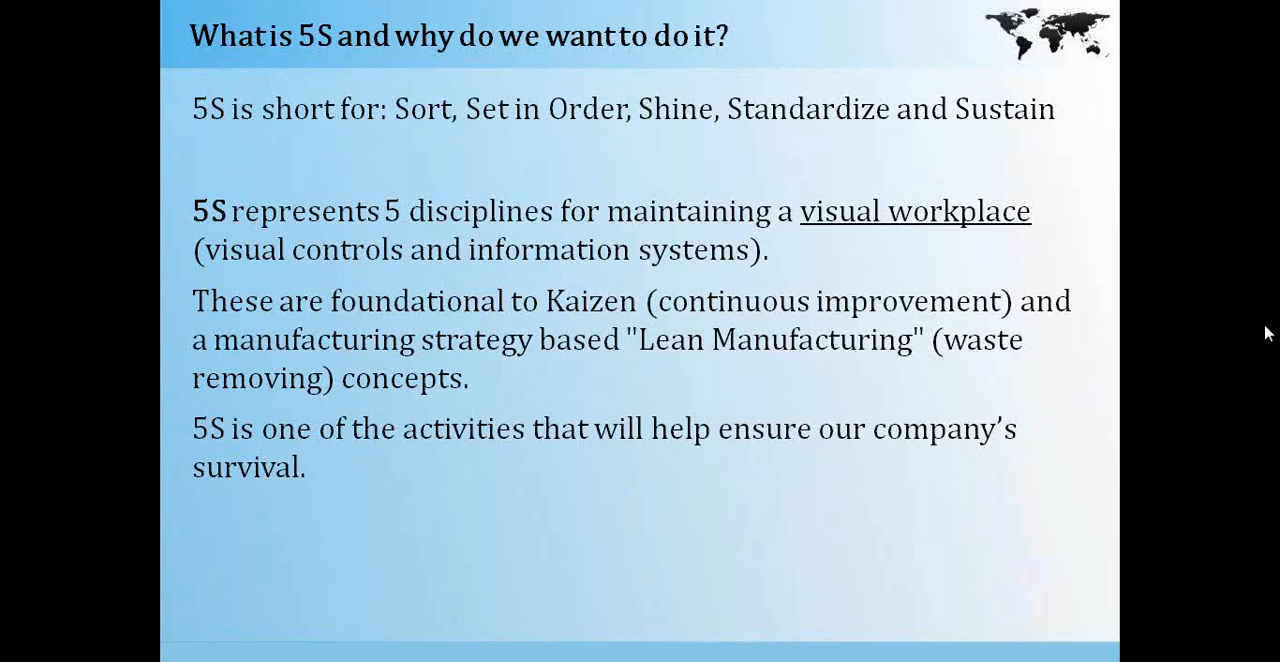 What is 5S and why do we want to do it?
5S is short for: Sort, Set in Order, Shine, Standardize and Sustain
5S represents 5 disciplines for maintaining a visual workplace
(visual controls and information systems).
These are foundational to Kaizen (continuous improvement) and
a manufacturing strategy based "Lean Manufacturing" (waste
removing) concepts.
5S is one of the activities that will help ensure our company’s
survival.